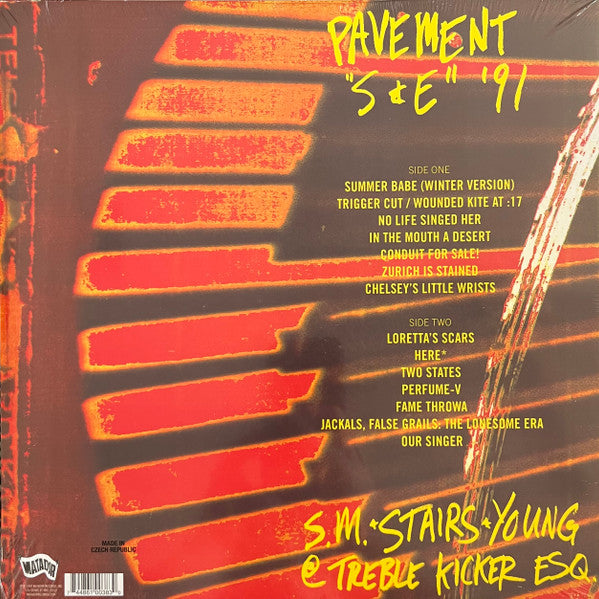 PAVEMENT
"S & E" '91
SIDE ONE
SUMMER BABE (WINTER VERSION)
TRIGGER CUT / WOUNDED KITE AT :17
NO LIFE SINGED HER
IN THE MOUTH A DESERT
CONDUIT FOR SALE!
ZURICH IS STAINED
CHELSEY'S LITTLE WRISTS
SIDE TWO
LORETTA'S SCARS
HERE*
TWO STATES
PERFUME-V
FAME THROWA
JACKALS, FALSE GRAILS: THE LONESOME ERA
OUR SINGER
S.M. + STAIRS + YOUNG
@ TREBLE KICKER ESQ.
MADE IN
CZECH REPUBLIC
MATADOR